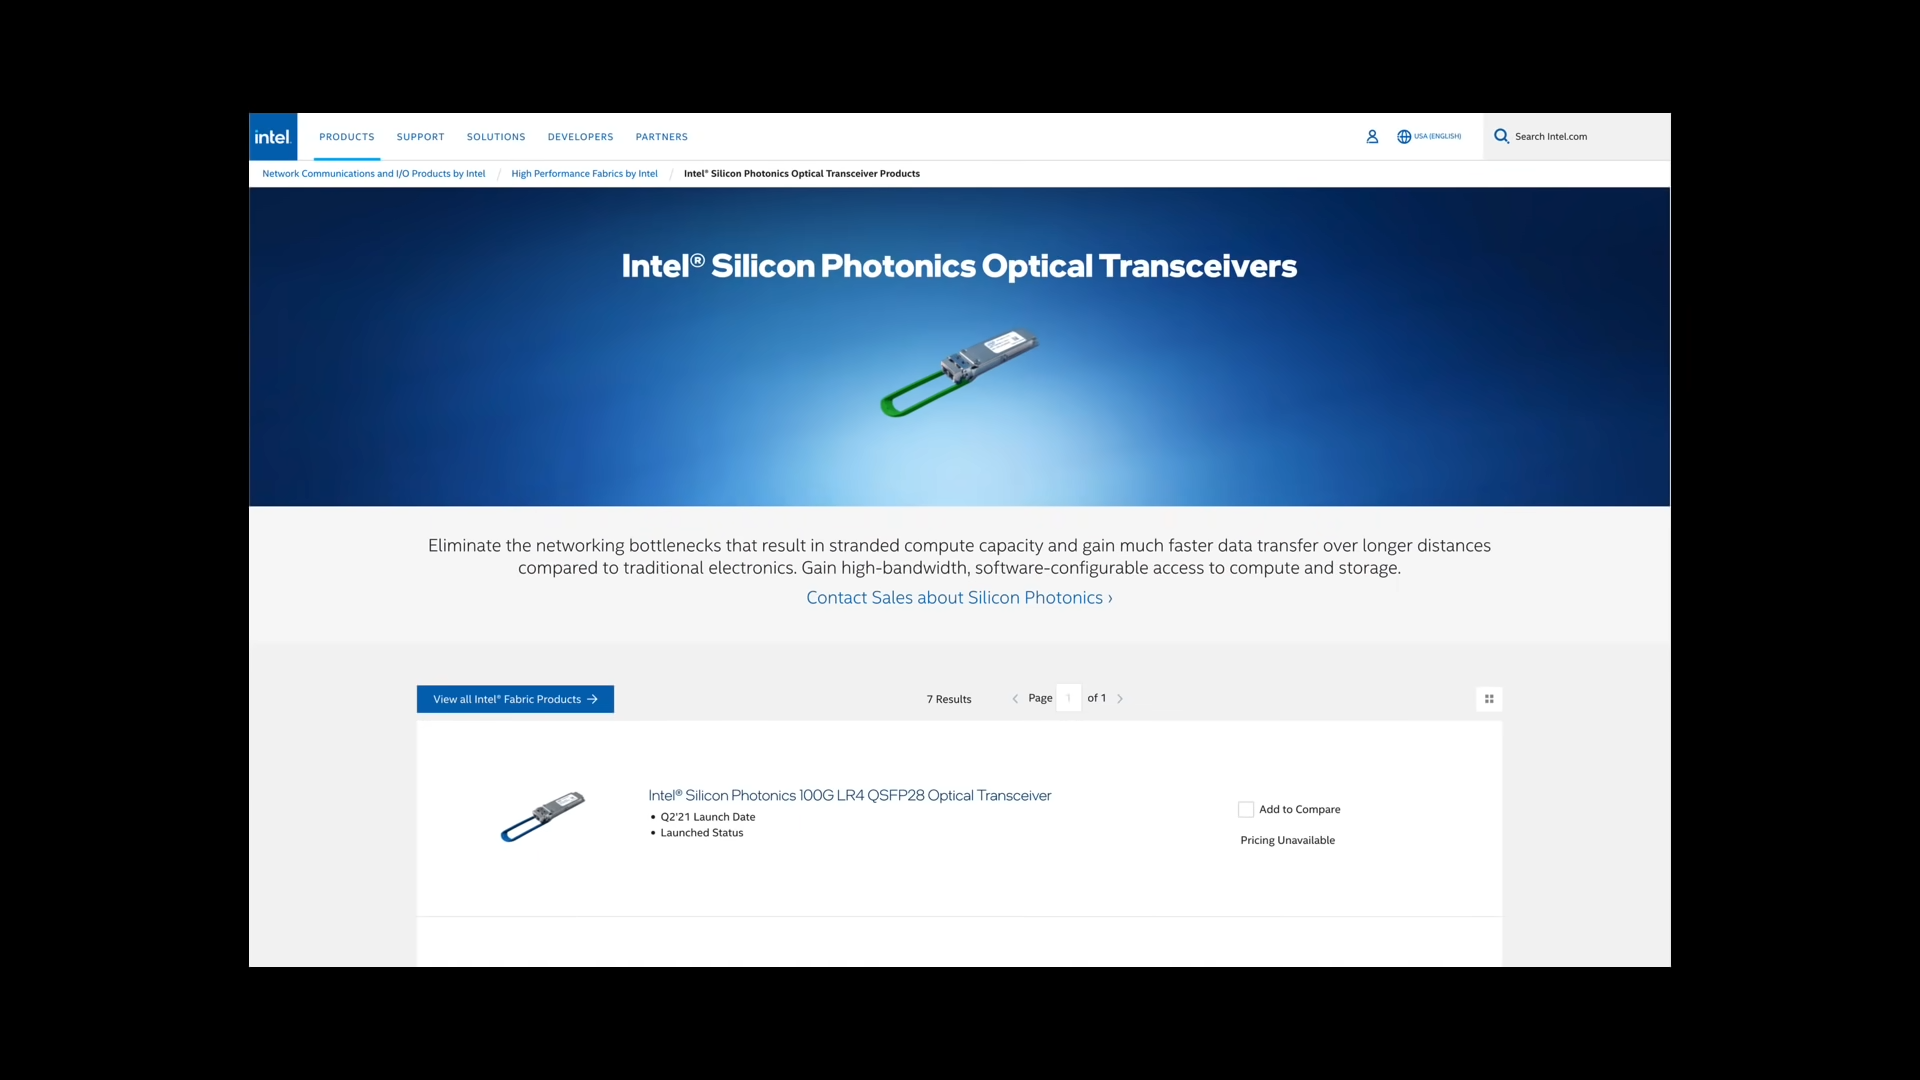 intel.
PRODUCTS
SUPPORT
SOLUTIONS
DEVELOPERS
PARTNERS
USA (ENGLISH)
Search Intel.com
Network Communications and I/O Products by Intel / High Performance Fabrics by Intel / Intel® Silicon Photonics Optical Transceiver Products
Intel® Silicon Photonics Optical Transceivers
Eliminate the networking bottlenecks that result in stranded compute capacity and gain much faster data transfer over longer distances
compared to traditional electronics. Gain high-bandwidth, software-configurable access to compute and storage.
Contact Sales about Silicon Photonics ›
View all Intel® Fabric Products →
7 Results
Page 1 of 1
Intel® Silicon Photonics 100G LR4 QSFP28 Optical Transceiver
• Q2'21 Launch Date
• Launched Status
Add to Compare
Pricing Unavailable